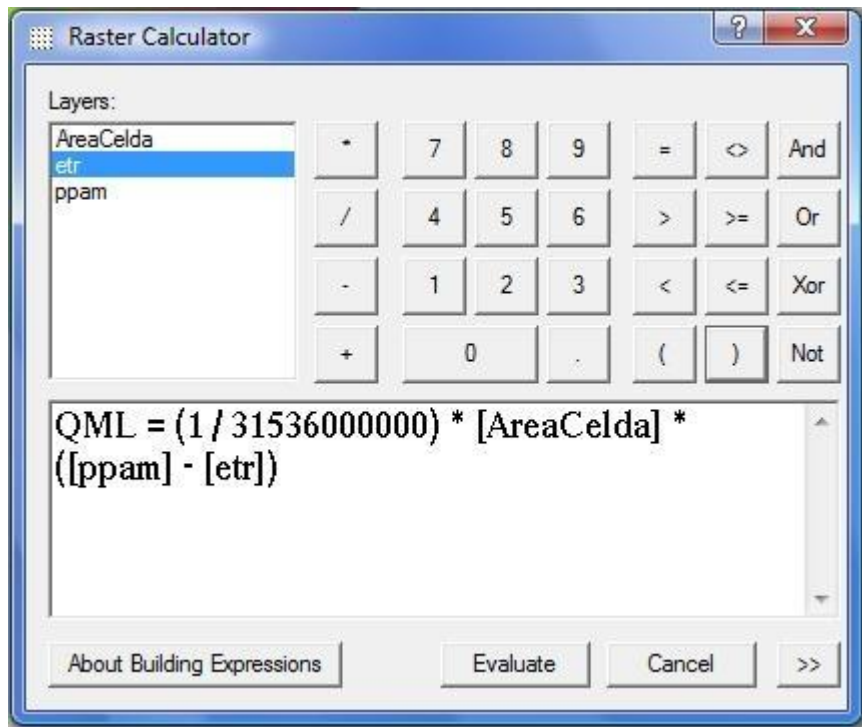 Raster Calculator
?
X
Layers:
AreaCelda
etr
ppam
* 7 8 9 = <> And
/ 4 5 6 > >= Or
- 1 2 3 < <= Xor
+ 0 . ( ) Not
QML = (1 / 31536000000) * [AreaCelda] *
([ppam] - [etr])
About Building Expressions
Evaluate
Cancel
>>